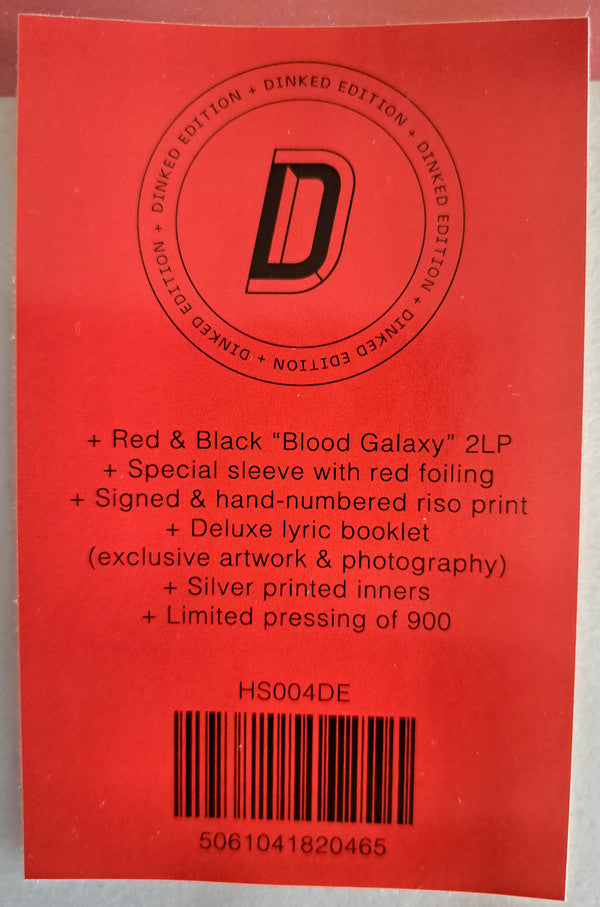 DINKED EDITION + DINKED EDITION + DINKED EDITION + DINKED EDITION + DINKED EDITION +
D
+ Red & Black “Blood Galaxy” 2LP
+ Special sleeve with red foiling
+ Signed & hand-numbered riso print
+ Deluxe lyric booklet
(exclusive artwork & photography)
+ Silver printed inners
+ Limited pressing of 900
HS004DE
5061041820465